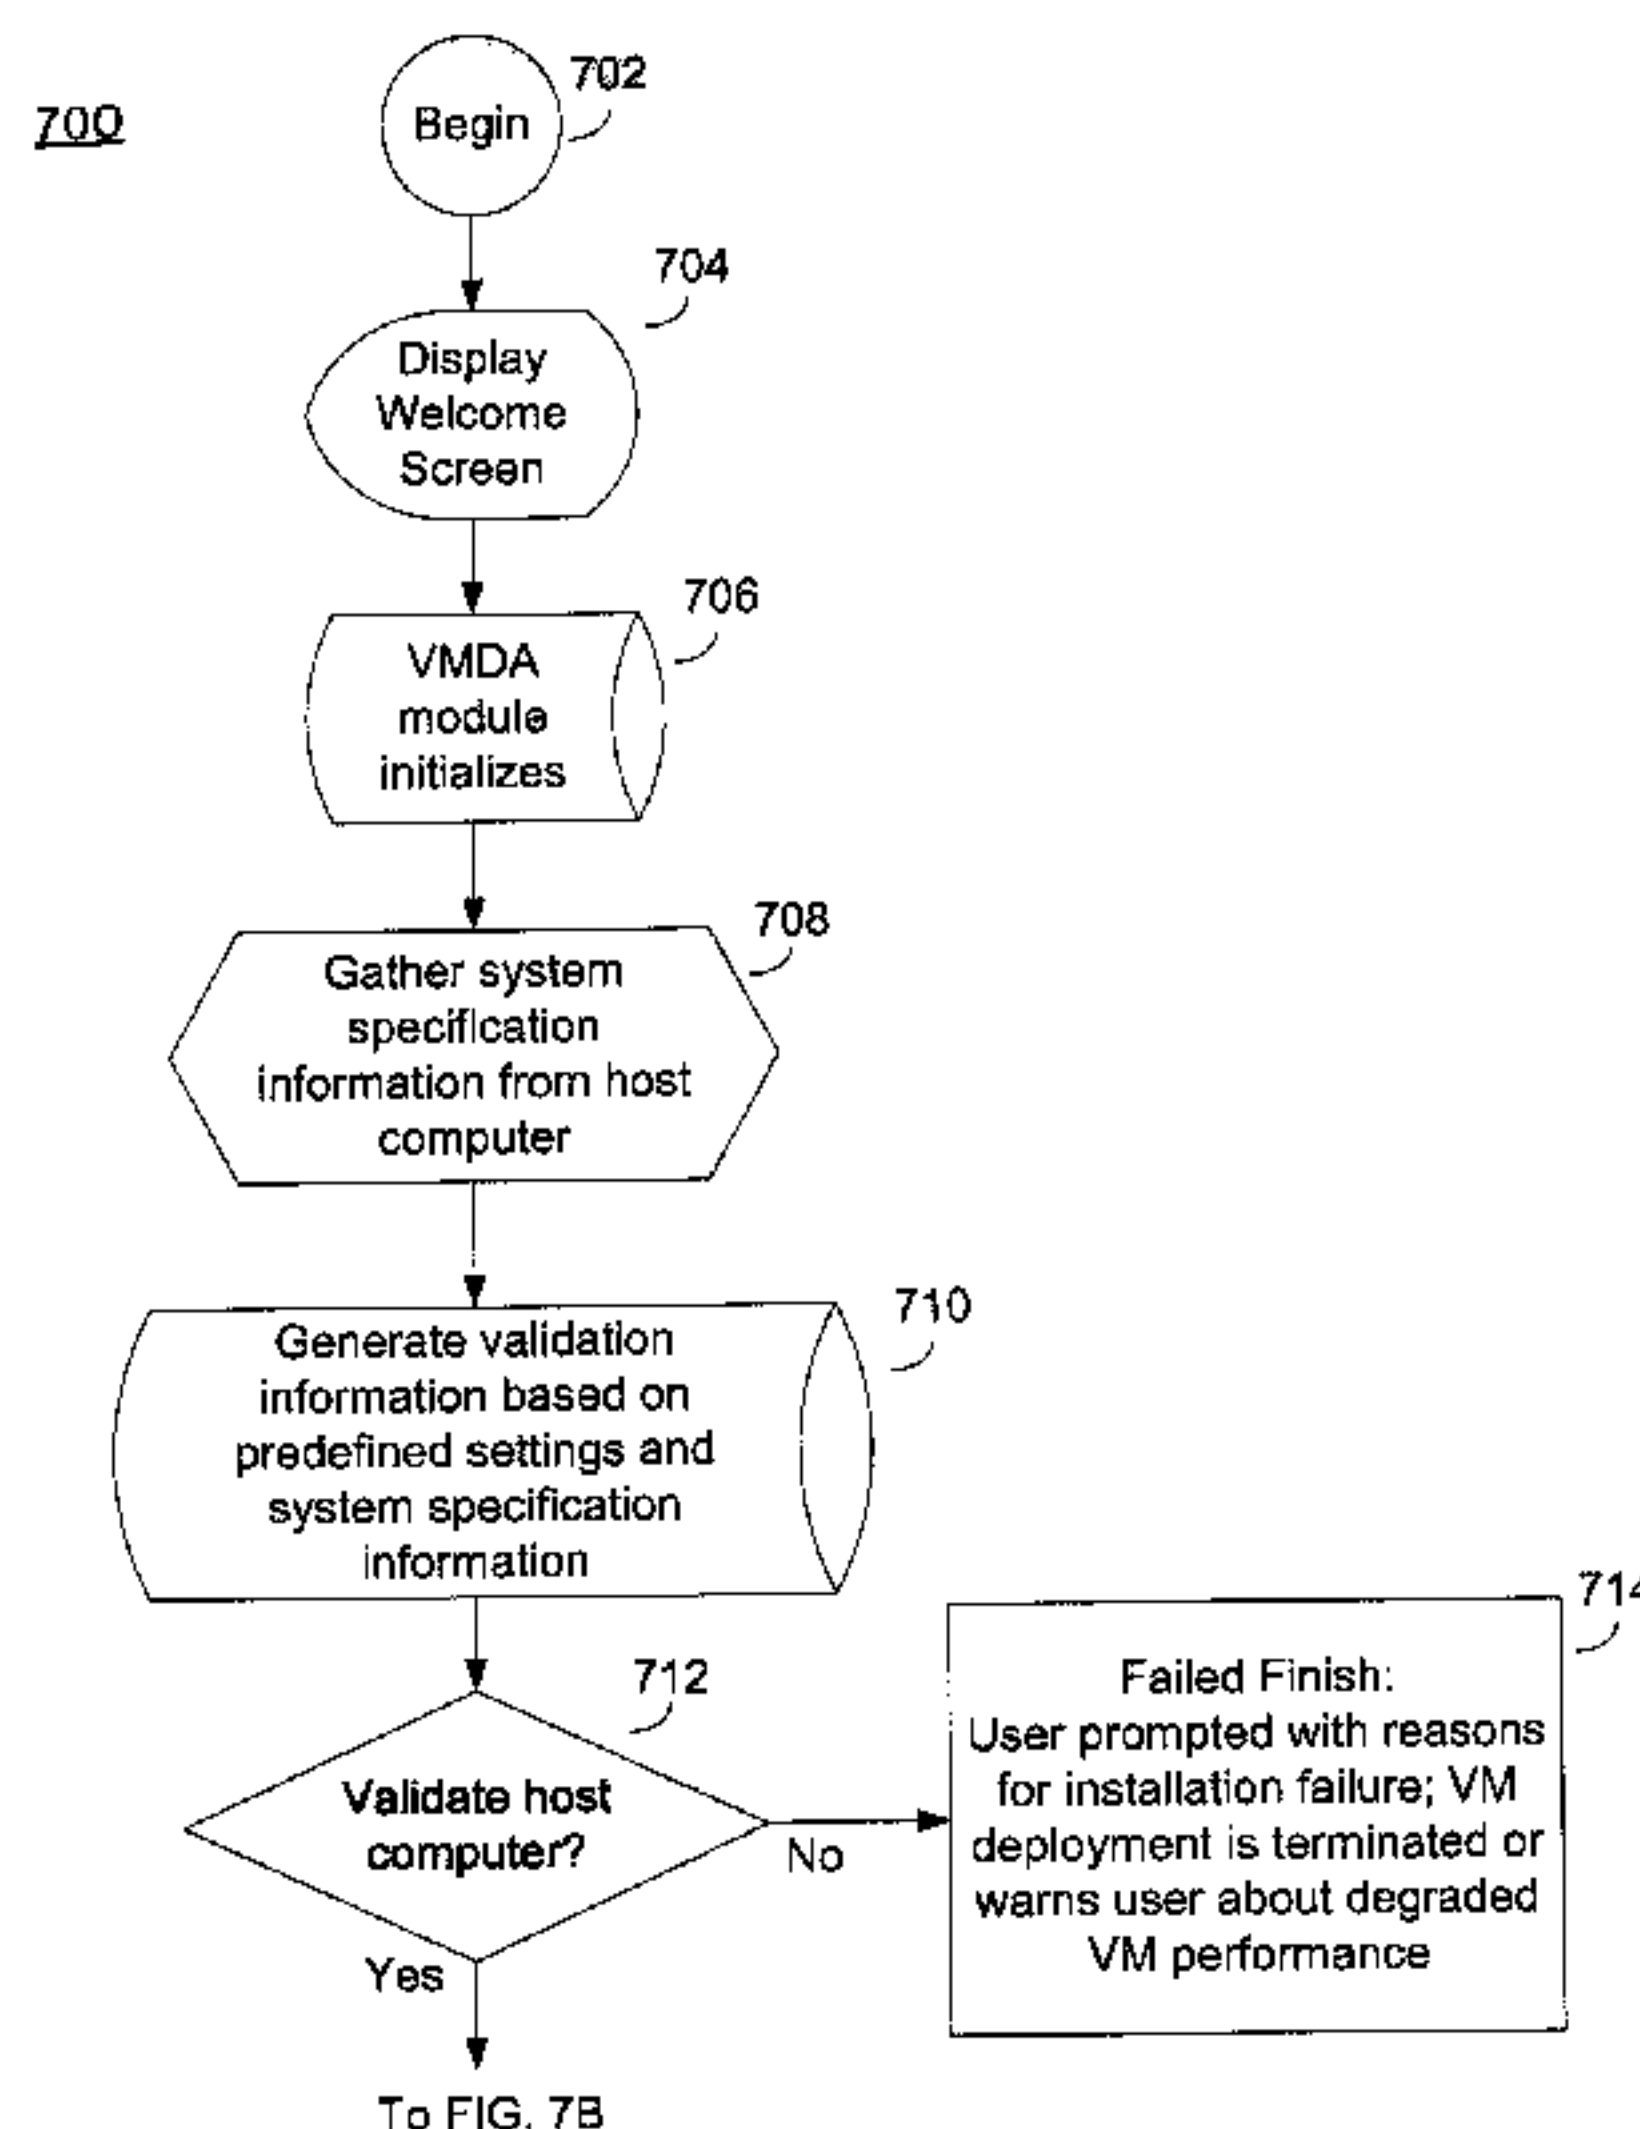 700
Begin
702
704
Display
Welcome
Screen
706
VMDA
module
initializes
708
Gather system
specification
information from host
computer
710
Generate validation
information based on
predefined settings and
system specification
information
712
Validate host
computer?
No
Yes
714
Failed Finish:
User prompted with reasons
for installation failure; VM
deployment is terminated or
warns user about degraded
VM performance
To FIG. 7B